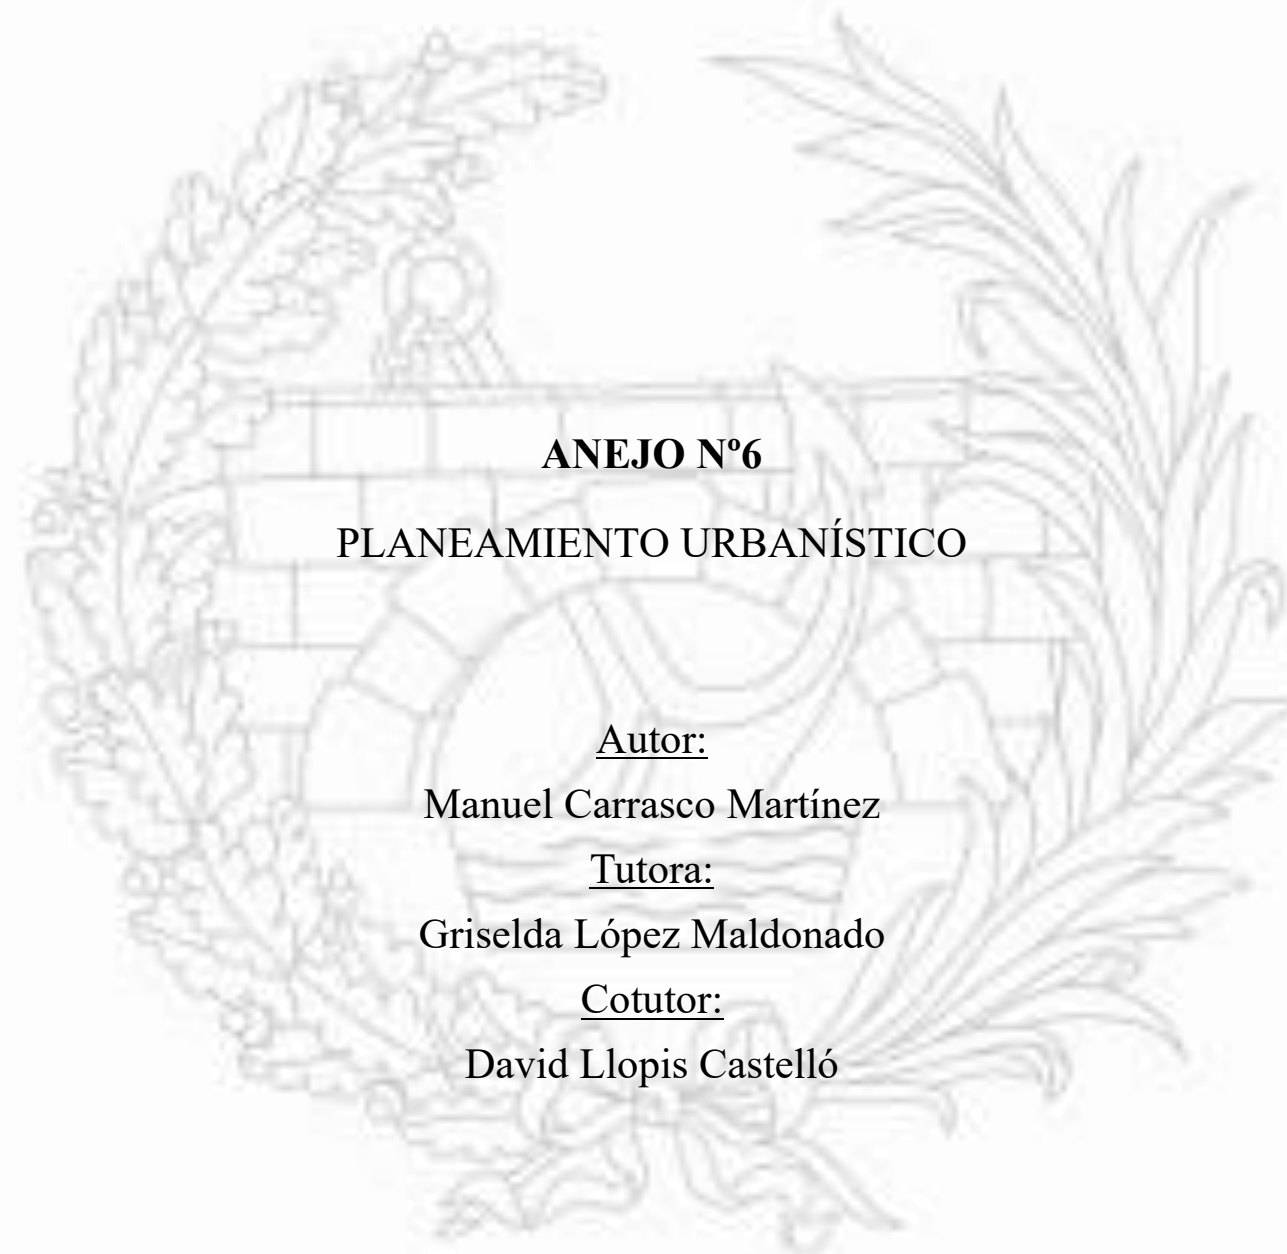 ANEJO Nº6
PLANEAMIENTO URBANÍSTICO
Autor:
Manuel Carrasco Martínez
Tutora:
Griselda López Maldonado
Cotutor:
David Llopis Castelló